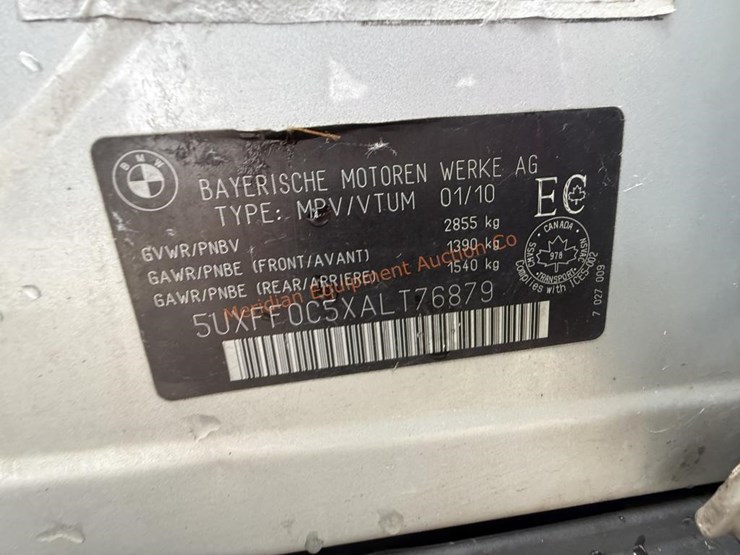 BMW
BAYERISCHE MOTOREN WERKE AG
TYPE: MPV/VTUM 01/10
GVWR/PNBV 2855 kg
GAWR/PNBE (FRONT/AVANT) 1390 kg
GAWR/PNBE (REAR/ARRIERE) 1540 kg
5UXFF0C5XALT76879
EC
CANADA
978
TRANSPORT
Complies with ICES-002
7 027 009
Meridian Equipment Auction Co